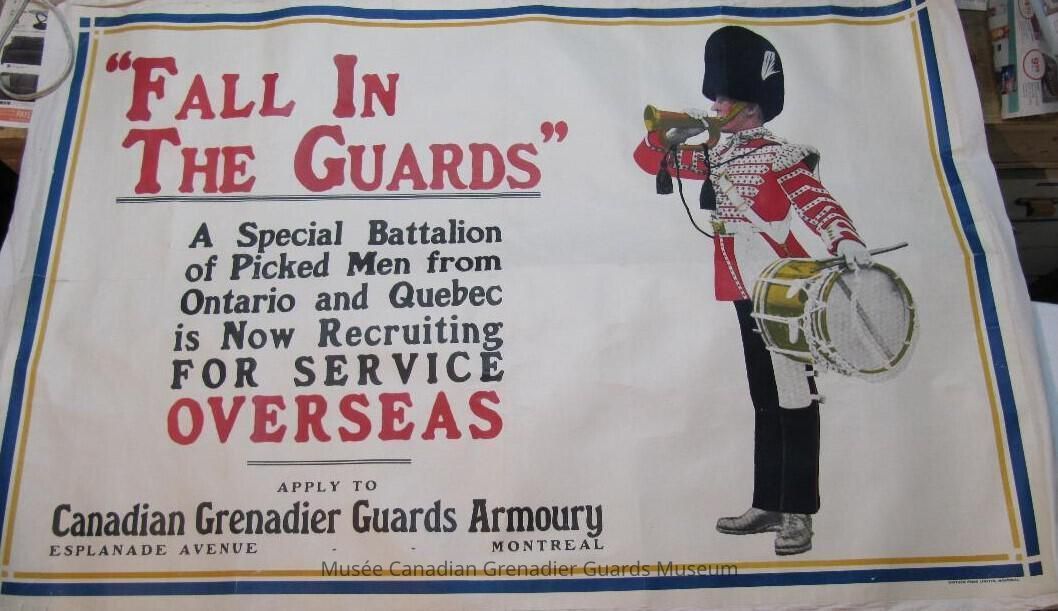 “FALL IN
THE GUARDS”
A Special Battalion
of Picked Men from
Ontario and Quebec
is Now Recruiting
FOR SERVICE
OVERSEAS
APPLY TO
Canadian Grenadier Guards Armoury
ESPLANADE AVENUE - - MONTREAL
Musée Canadian Grenadier Guards Museum